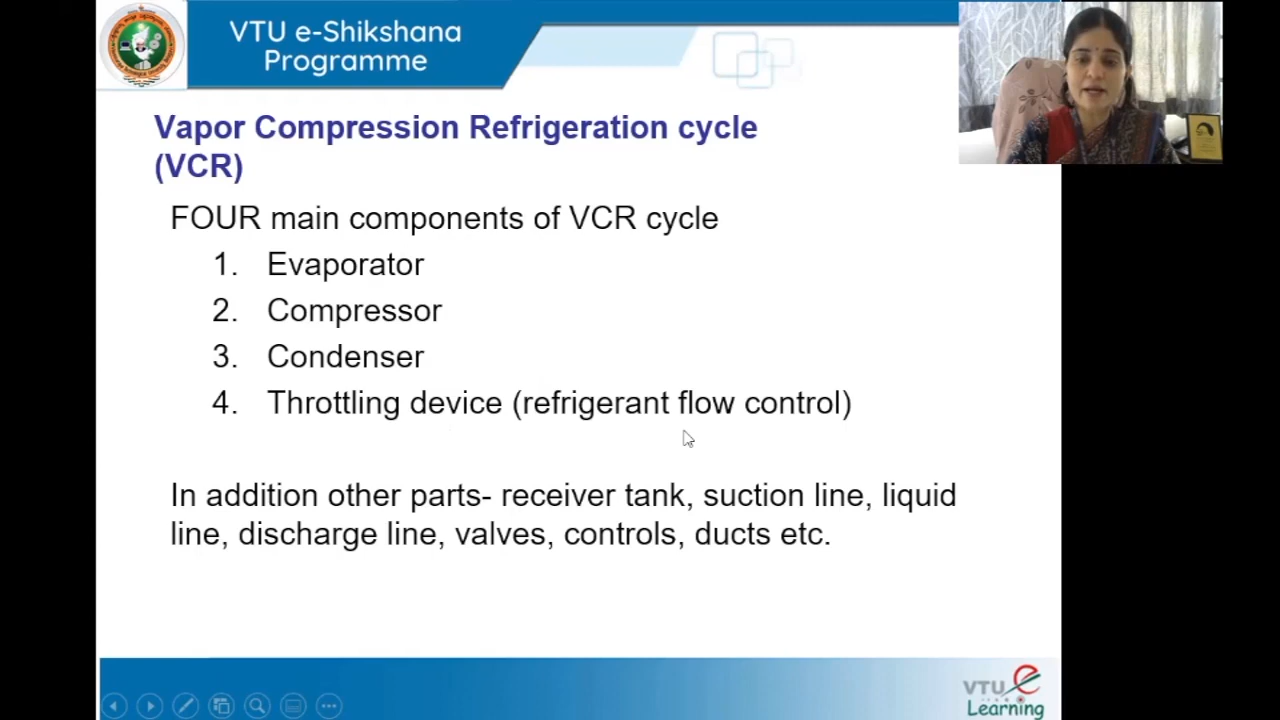 VTU e-Shikshana
Programme
Vapor Compression Refrigeration cycle
(VCR)
FOUR main components of VCR cycle
1. Evaporator
2. Compressor
3. Condenser
4. Throttling device (refrigerant flow control)
In addition other parts- receiver tank, suction line, liquid
line, discharge line, valves, controls, ducts etc.
VTU e
Learning